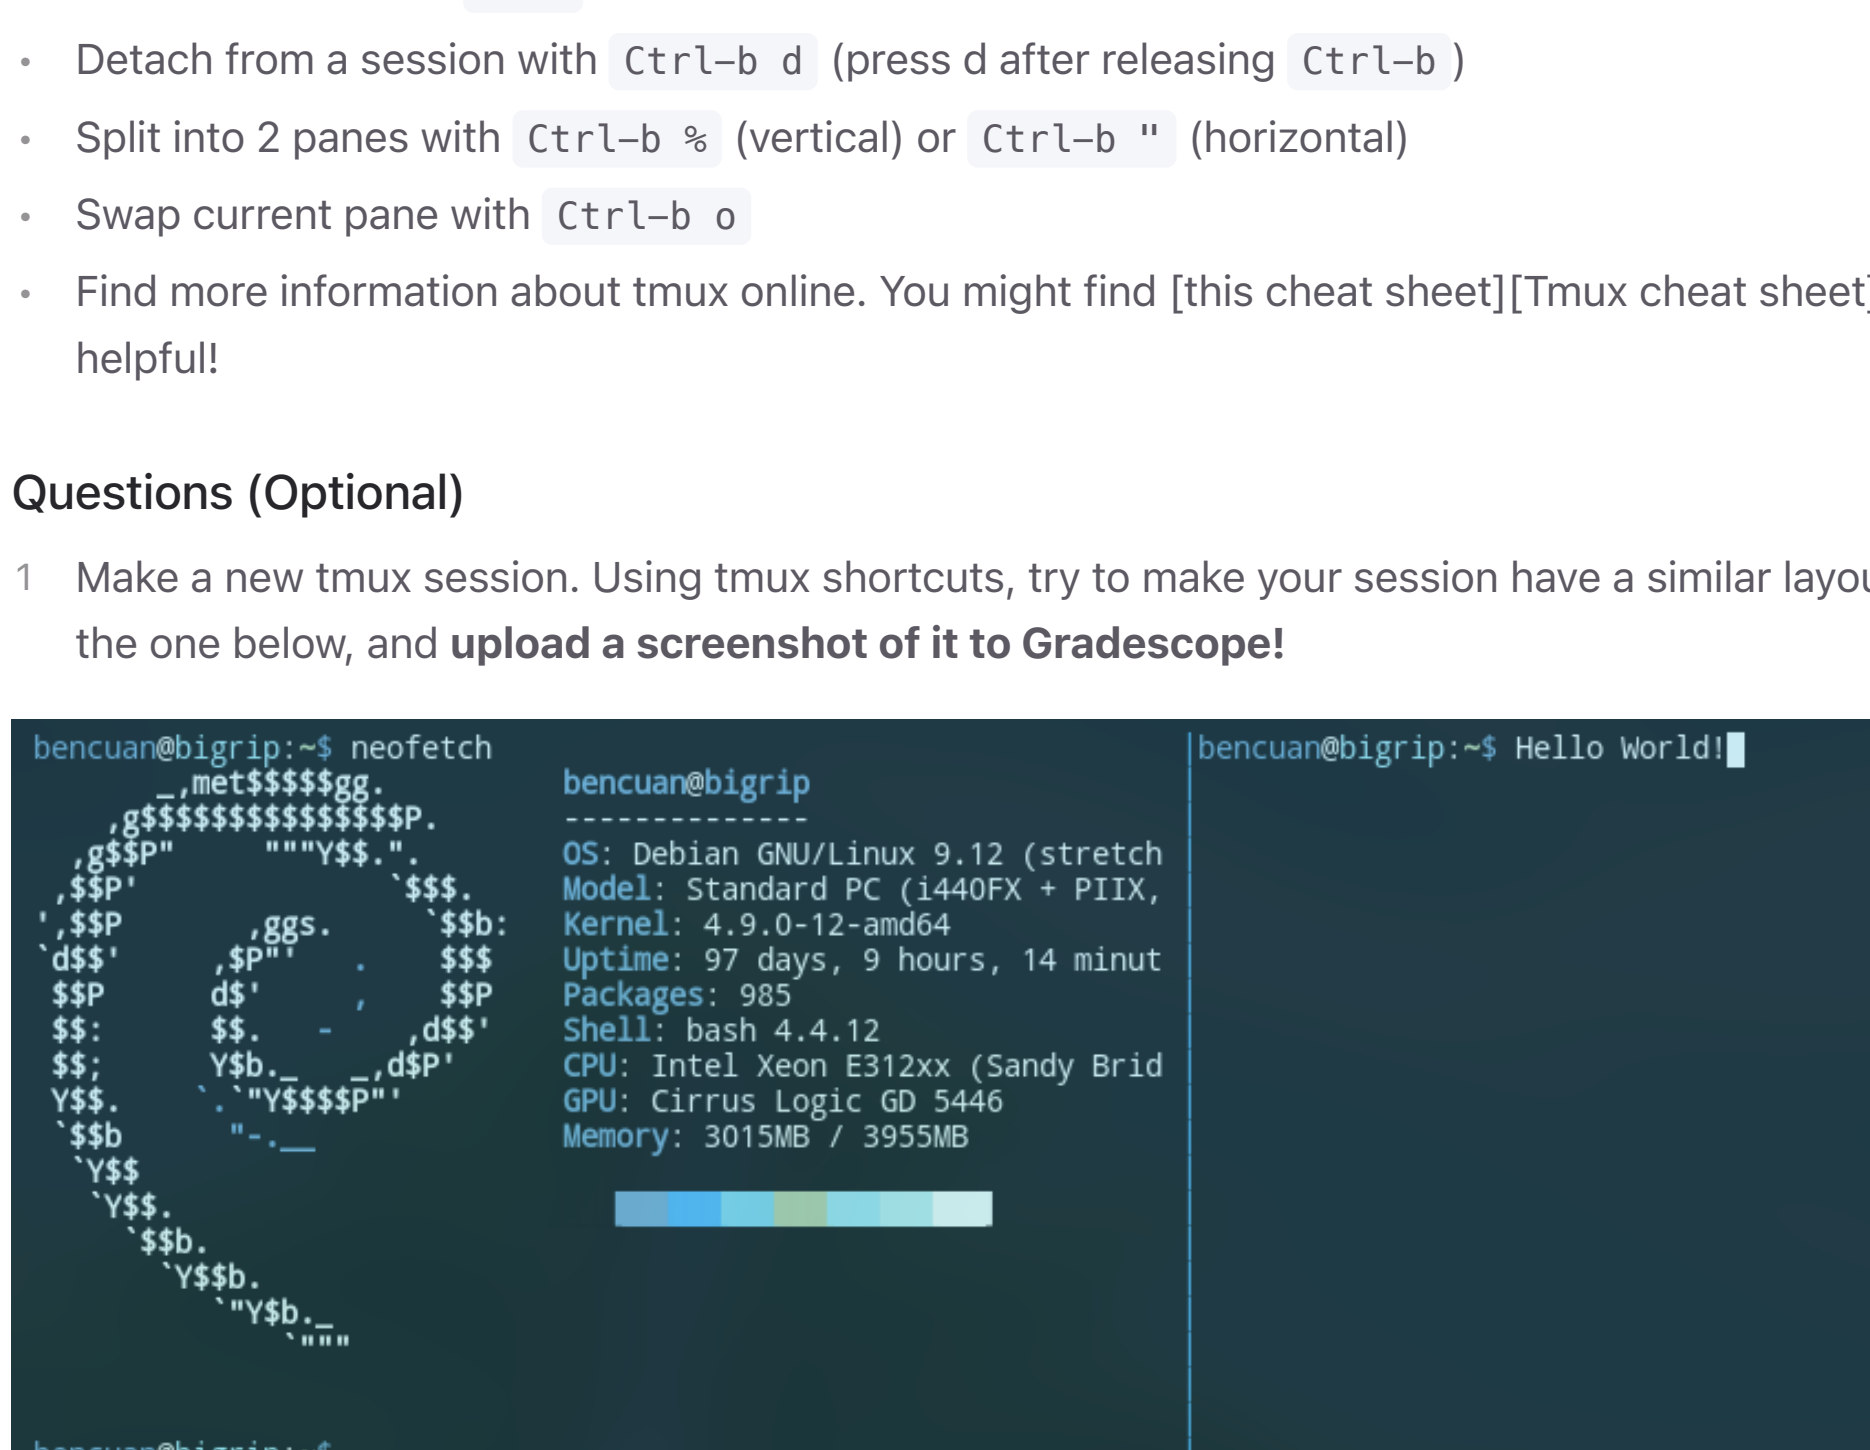 Detach from a session with Ctrl-b d (press d after releasing Ctrl-b)
Split into 2 panes with Ctrl-b % (vertical) or Ctrl-b " (horizontal)
Swap current pane with Ctrl-b o
Find more information about tmux online. You might find [this cheat sheet][Tmux cheat sheet]
helpful!
Questions (Optional)
1 Make a new tmux session. Using tmux shortcuts, try to make your session have a similar layou
the one below, and upload a screenshot of it to Gradescope!
bencuan@bigrip:~$ neofetch
bencuan@bigrip:~$ Hello World!
_,met$$$$$gg.
,g$$$$$$$$$$$$$$$P.
,g$$P"     """Y$$.".
,$$P'               `$$$.
',$$P       ,ggs.     `$$b:
`d$$'     ,$P"'   .    $$$
$$P      d$'     ,    $$P
$$:      $$.   -    ,d$$'
$$;      Y$b._   _,d$P'
Y$$.    `.`"Y$$$$P"'
`$$b      "-.__
`Y$$
`Y$$.
`$$b.
`Y$$b.
`"Y$b._
`"""
bencuan@bigrip
--------------
OS: Debian GNU/Linux 9.12 (stretch
Model: Standard PC (i440FX + PIIX,
Kernel: 4.9.0-12-amd64
Uptime: 97 days, 9 hours, 14 minut
Packages: 985
Shell: bash 4.4.12
CPU: Intel Xeon E312xx (Sandy Brid
GPU: Cirrus Logic GD 5446
Memory: 3015MB / 3955MB
bencuan@bigrip:~$